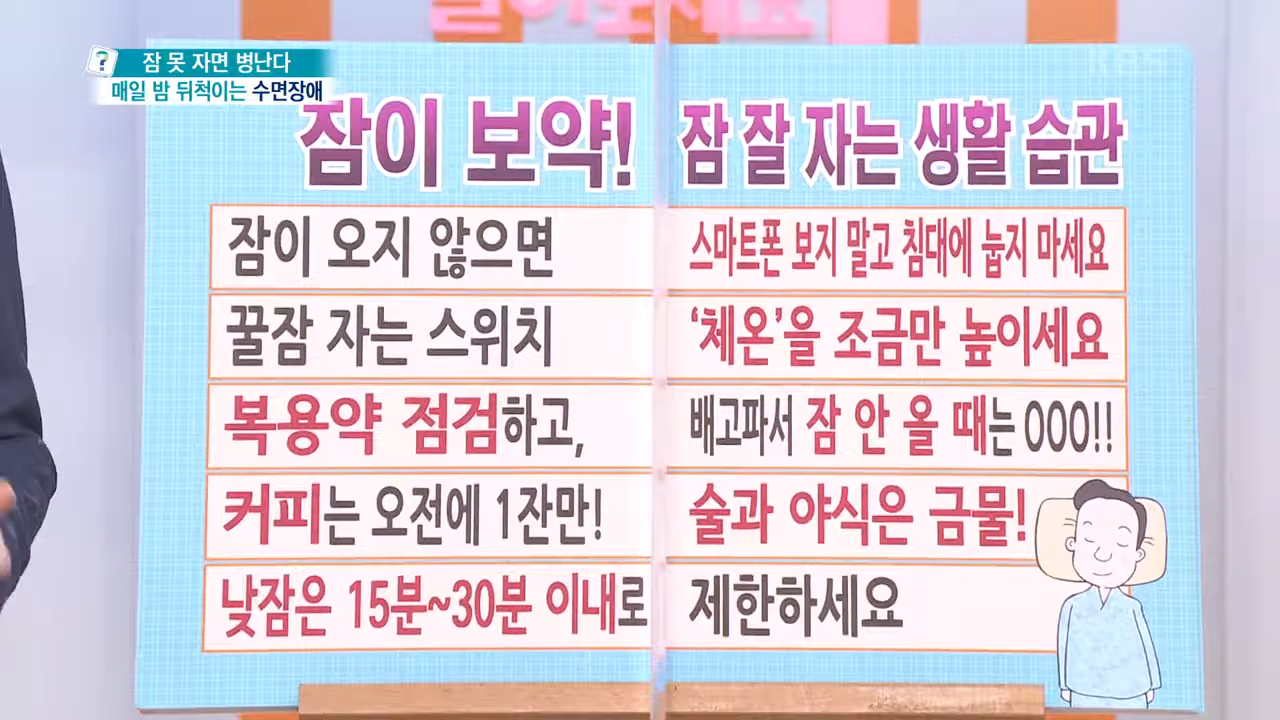 잠 못 자면 병난다
매일 밤 뒤척이는 수면장애
잠이 보약! 잠 잘 자는 생활 습관
잠이 오지 않으면 스마트폰 보지 말고 침대에 눕지 마세요
꿀잠 자는 스위치 ‘체온’을 조금만 높이세요
복용약 점검하고, 배고파서 잠 안 올 때는 OOO!!
커피는 오전에 1잔만! 술과 야식은 금물!
낮잠은 15분~30분 이내로 제한하세요